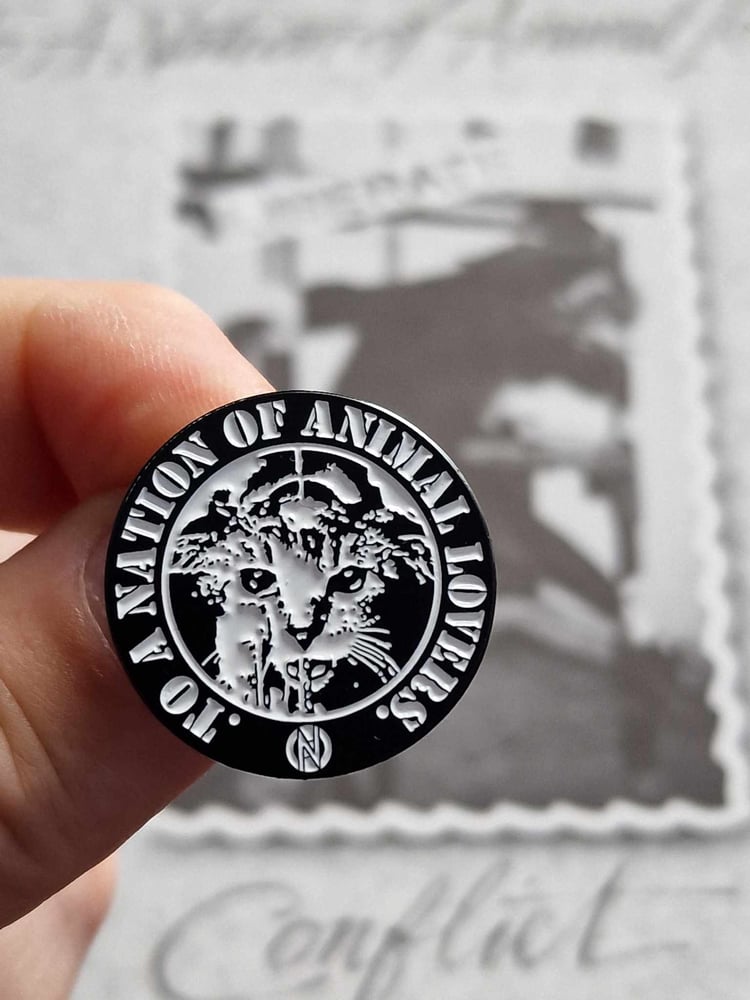 .TO A NATION OF ANIMAL LOVERS.
Conflict